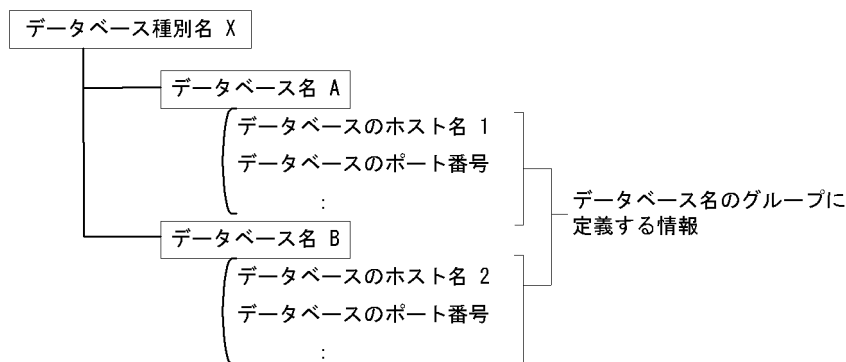 データベース種別名 X
データベース名 A
データベースのホスト名 1
データベースのポート番号
:
データベース名のグループに
定義する情報
データベース名 B
データベースのホスト名 2
データベースのポート番号
: